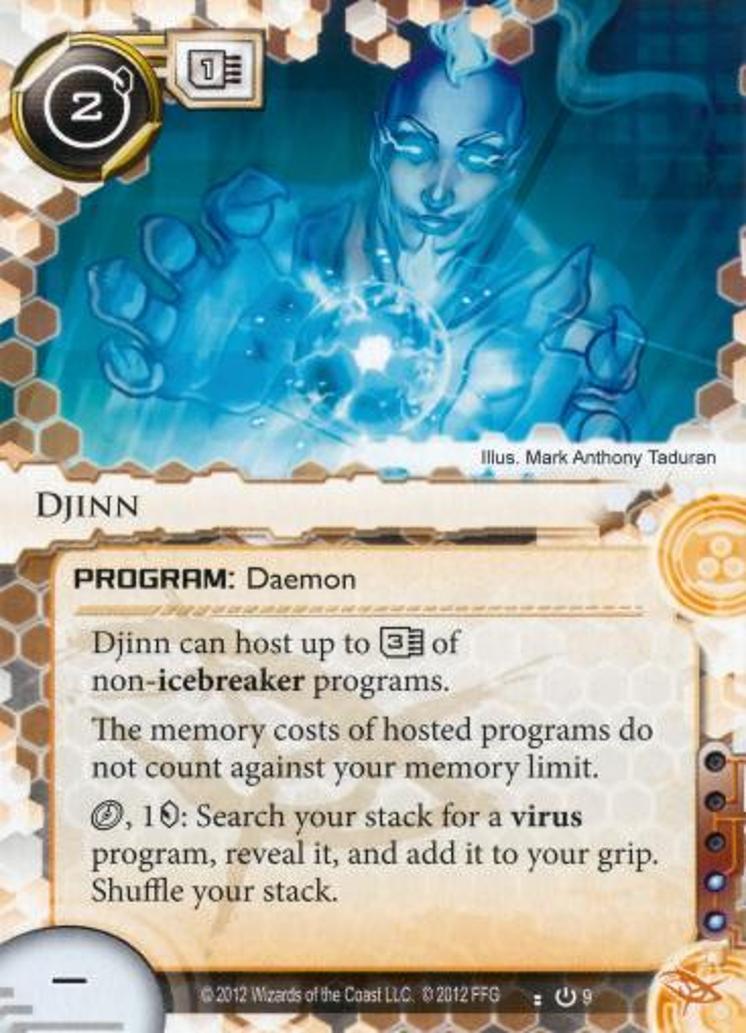 2
1
Illus. Mark Anthony Taduran
DJINN
PROGRAM: Daemon
Djinn can host up to 3 of
non-icebreaker programs.
The memory costs of hosted programs do
not count against your memory limit.
, 1: Search your stack for a virus
program, reveal it, and add it to your grip.
Shuffle your stack.
–
© 2012 Wizards of the Coast LLC. © 2012 FFG 9